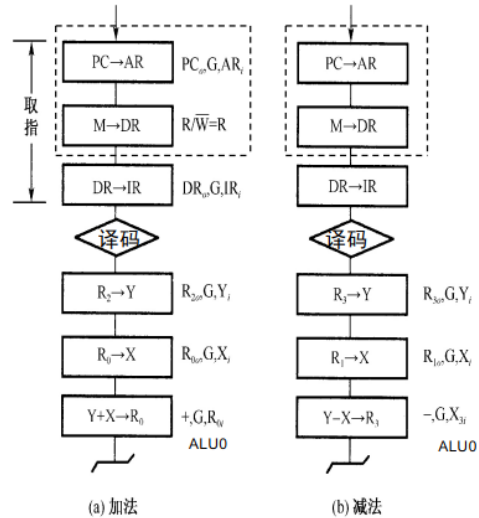 PC→AR
PCₒ,G,ARᵢ
取指
M→DR
R/W̅=R
DR→IR
DRₒ,G,IRᵢ
译码
R₂→Y
R₂ₒ,G,Yᵢ
R₀→X
R₀ₒ,G,Xᵢ
Y+X→R₀
+,G,R₀ᵢ
ALU0
(a) 加法
PC→AR
M→DR
DR→IR
译码
R₃→Y
R₃ₒ,G,Yᵢ
R₁→X
R₁ₒ,G,Xᵢ
Y−X→R₃
−,G,X₃ᵢ
ALU0
(b) 减法